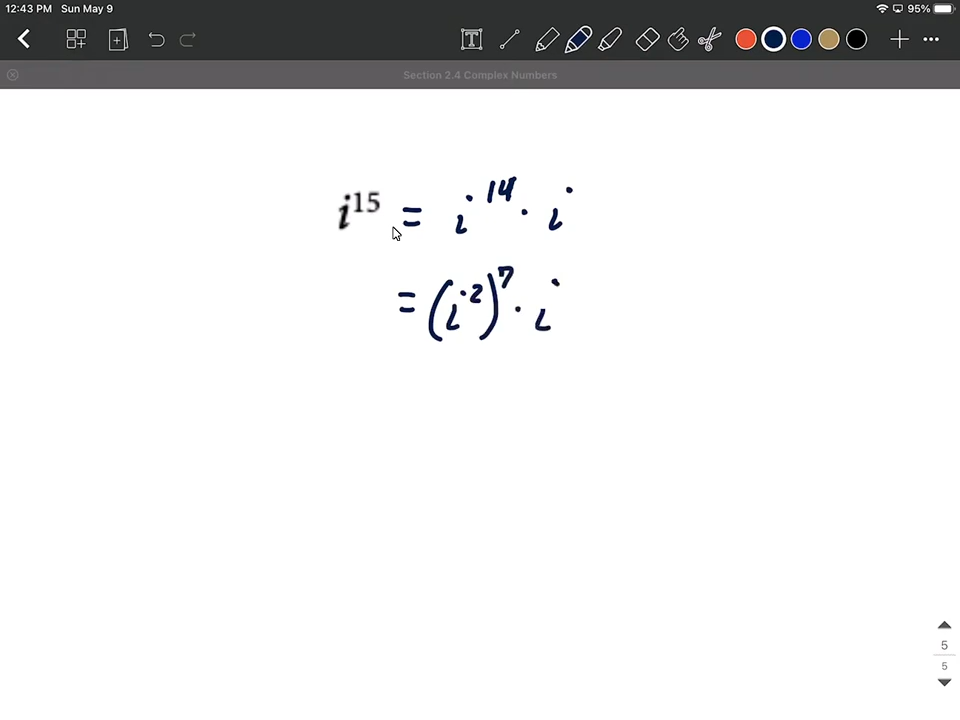 12:43 PM Sun May 9 95%
Section 2.4 Complex Numbers
i¹⁵ = i¹⁴ · i
= (i²)⁷ · i
5
5